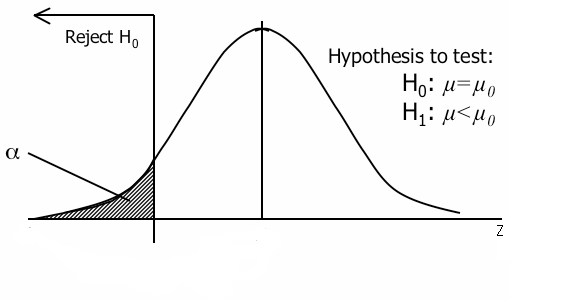 Reject H₀
Hypothesis to test:
H₀: μ=μ₀
H₁: μ<μ₀
α
Z